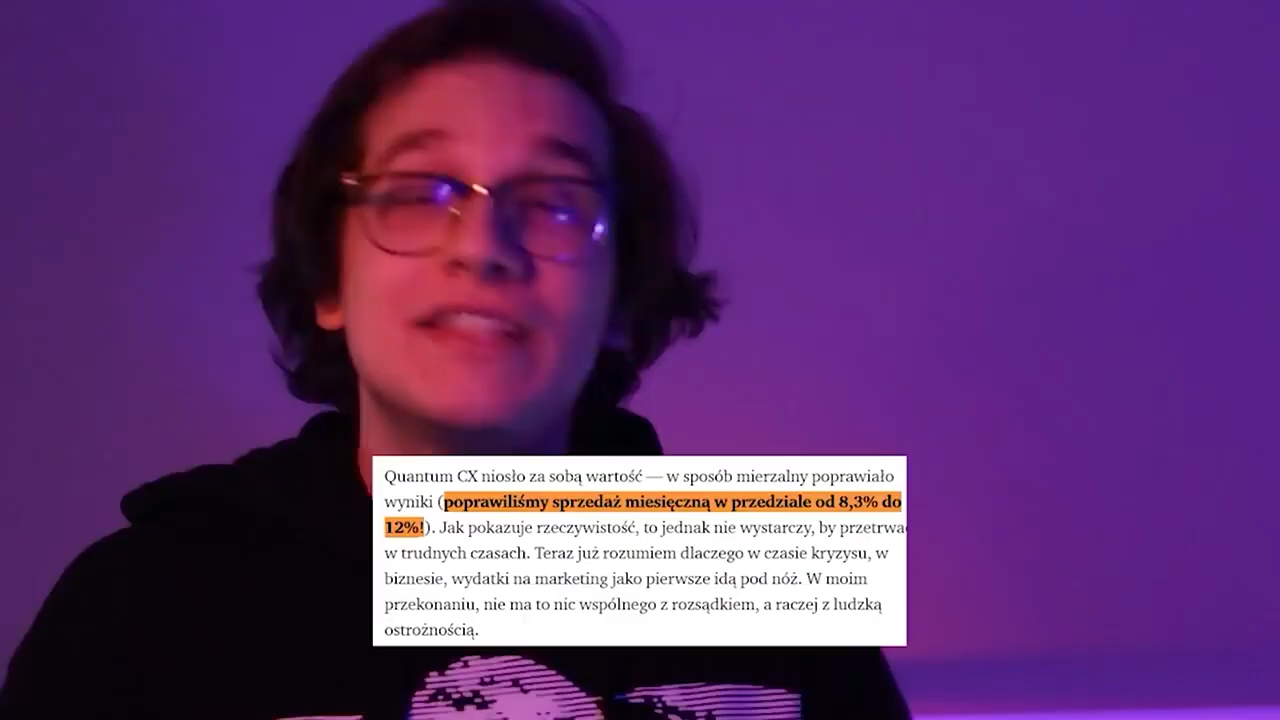 Quantum CX niosło za sobą wartość — w sposób mierzalny poprawiało
wyniki (poprawiliśmy sprzedaż miesięczną w przedziale od 8,3% do
12%!). Jak pokazuje rzeczywistość, to jednak nie wystarczy, by przetrwać
w trudnych czasach. Teraz już rozumiem dlaczego w czasie kryzysu, w
biznesie, wydatki na marketing jako pierwsze idą pod nóż. W moim
przekonaniu, nie ma to nic wspólnego z rozsądkiem, a raczej z ludzką
ostrożnością.